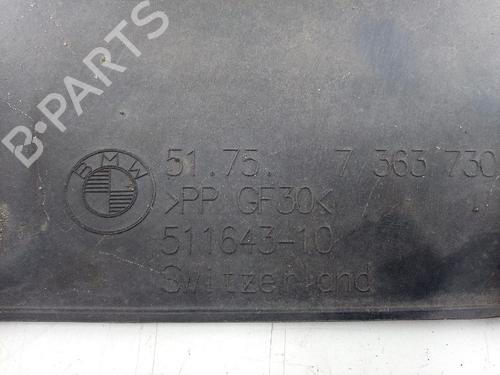 B-PARTS
BMW
51.75. 7 363 730
>PP GF30<
511643-10
Switzerland